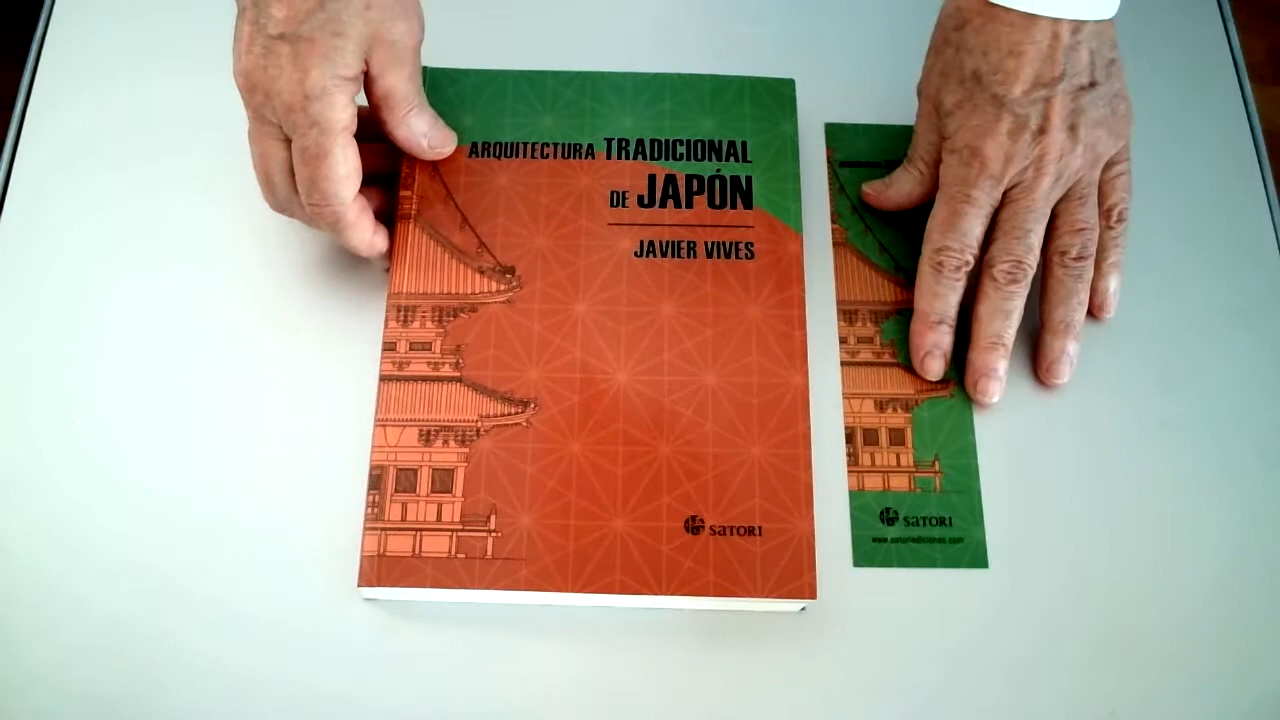 ARQUITECTURA TRADICIONAL
DE JAPÓN
JAVIER VIVES
SATORI
SATORI
www.satoriediciones.com